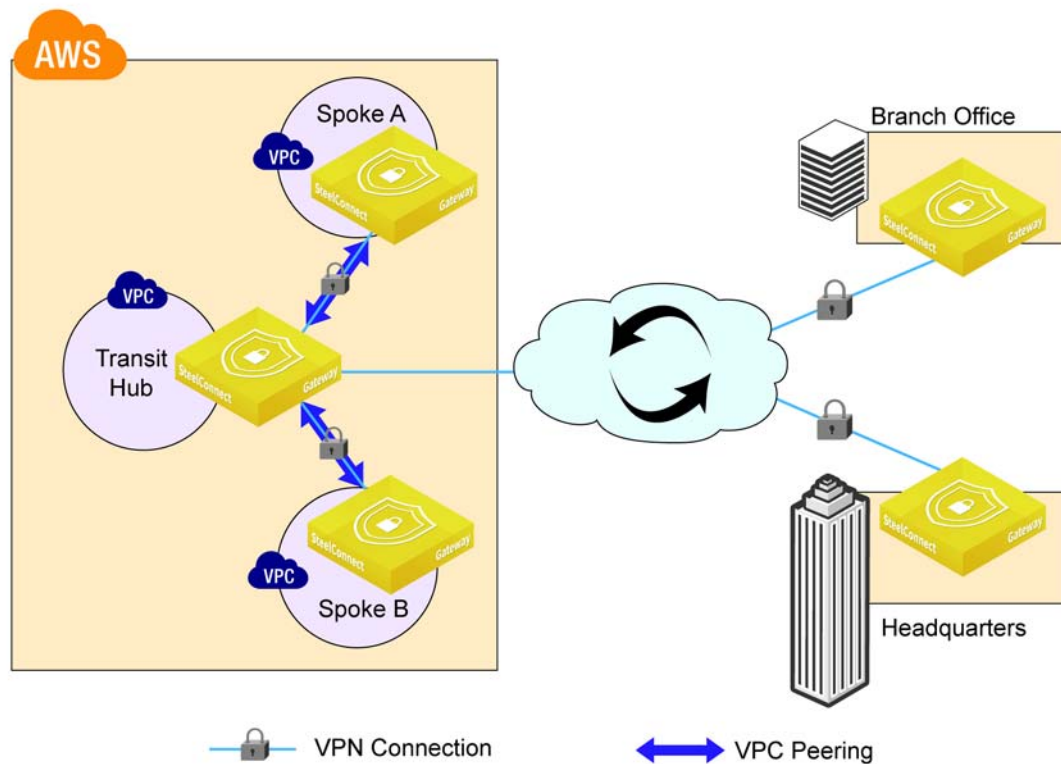 AWS
Spoke A
VPC
SteelConnect
Gateway
VPC
Transit
Hub
SteelConnect
Gateway
SteelConnect
Gateway
VPC
Spoke B
Branch Office
SteelConnect
Gateway
SteelConnect
Gateway
Headquarters
VPN Connection
VPC Peering